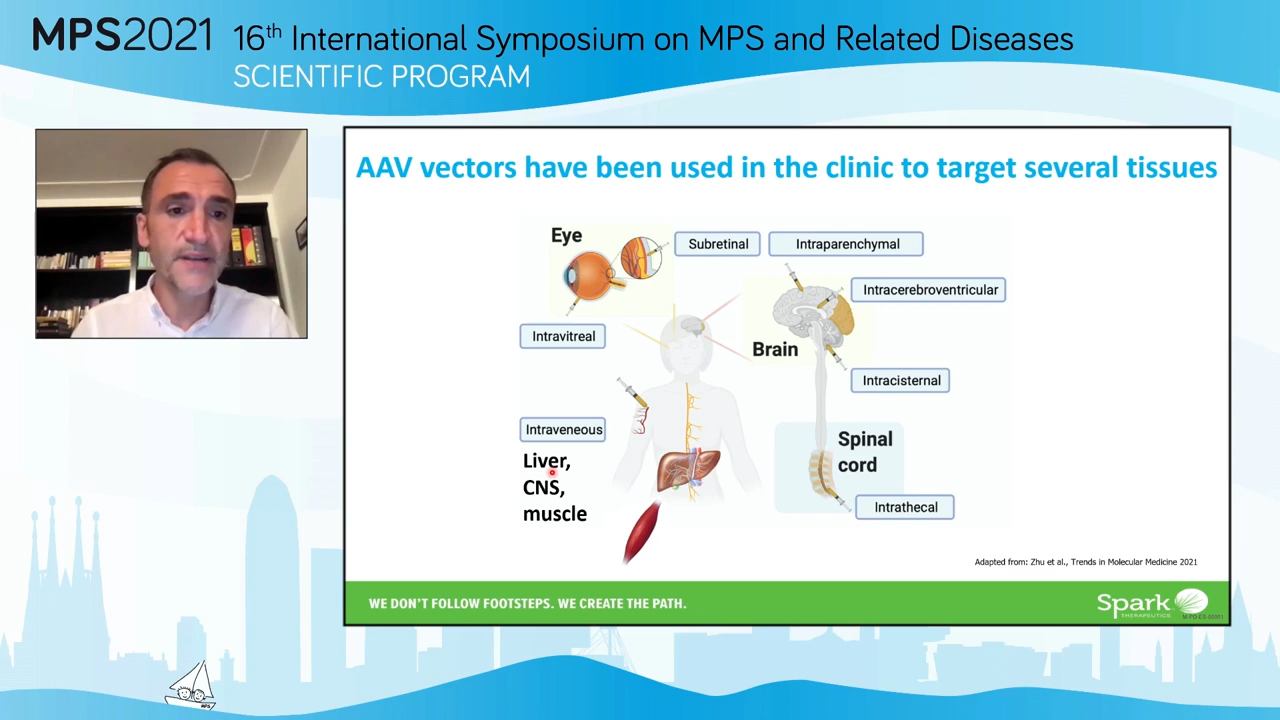 MPS2021 16th International Symposium on MPS and Related Diseases
SCIENTIFIC PROGRAM
AAV vectors have been used in the clinic to target several tissues
Eye
Subretinal
Intraparenchymal
Intracerebroventricular
Intravitreal
Brain
Intracisternal
Intraveneous
Liver,
CNS,
muscle
Spinal
cord
Intrathecal
Adapted from: Zhu et al., Trends in Molecular Medicine 2021
WE DON'T FOLLOW FOOTSTEPS. WE CREATE THE PATH.
Spark
THERAPEUTICS
MPS